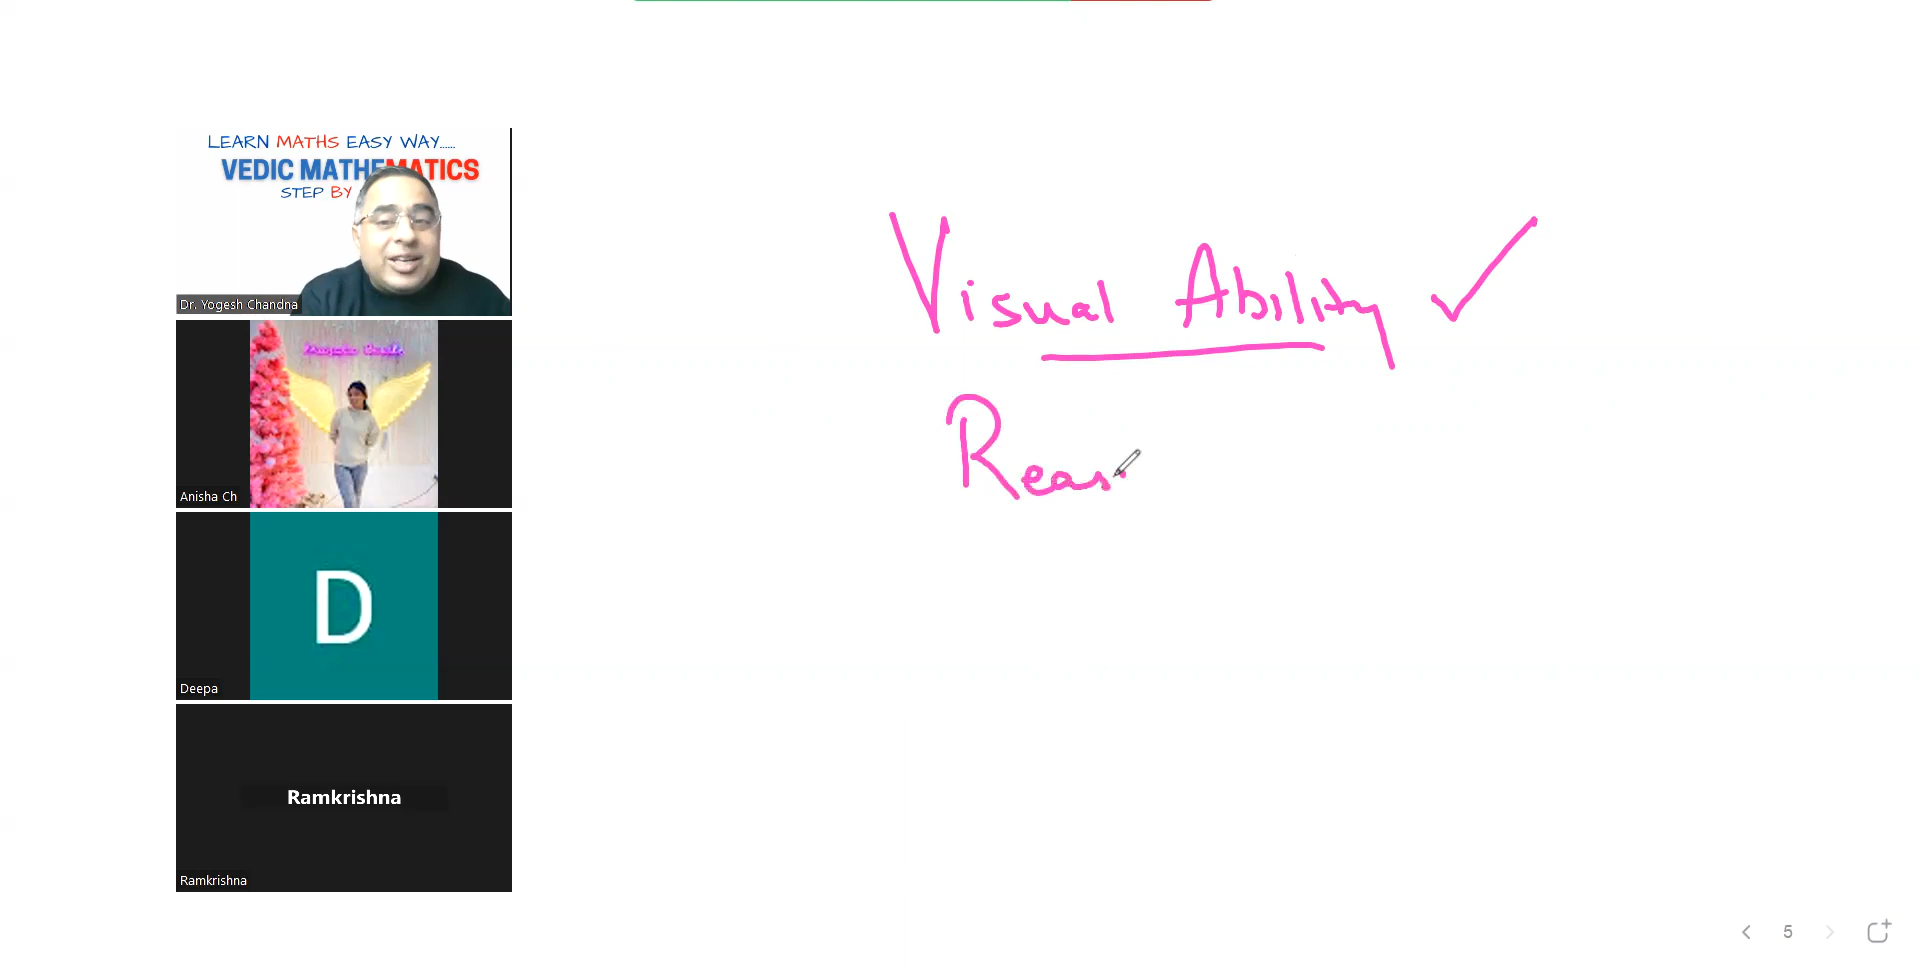 LEARN MATHS EASY WAY......
VEDIC MATHEMATICS
STEP BY
Dr. Yogesh Chandna
Anisha Ch
D
Deepa
Ramkrishna
Ramkrishna
Visual Ability ✓
Reas
5